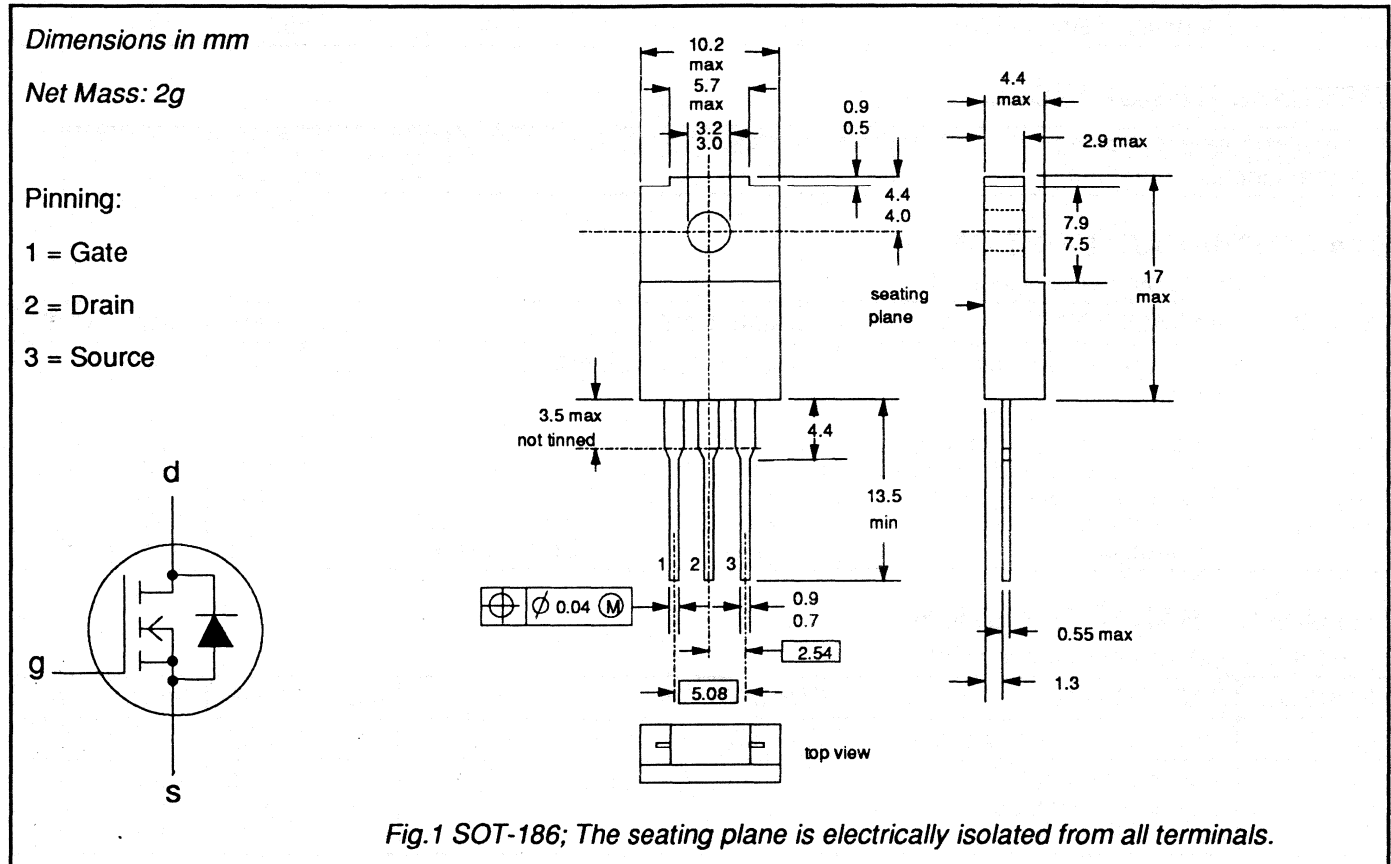 Dimensions in mm
Net Mass: 2g
Pinning:
1 = Gate
2 = Drain
3 = Source
d
g
s
10.2
max
5.7
max
3.2
3.0
0.9
0.5
4.4
4.0
seating
plane
3.5 max
not tinned
4.4
13.5
min
1
2
3
Ø 0.04 Ⓜ
0.9
0.7
2.54
5.08
top view
4.4
max
2.9 max
7.9
7.5
17
max
0.55 max
1.3
Fig.1 SOT-186; The seating plane is electrically isolated from all terminals.